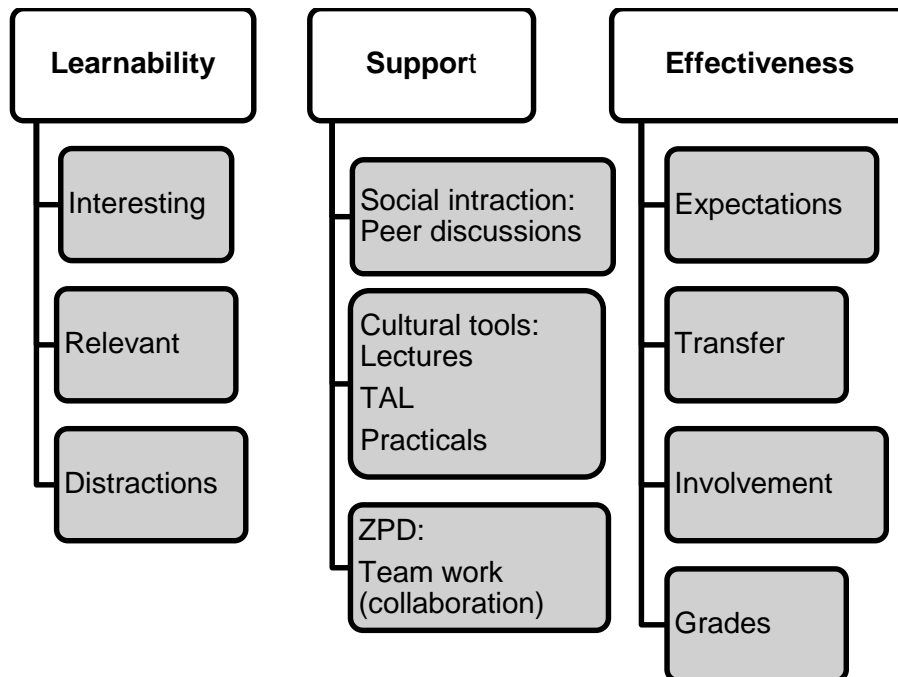 Learnability
Interesting
Relevant
Distractions
Support
Social intraction:
Peer discussions
Cultural tools:
Lectures
TAL
Practicals
ZPD:
Team work
(collaboration)
Effectiveness
Expectations
Transfer
Involvement
Grades